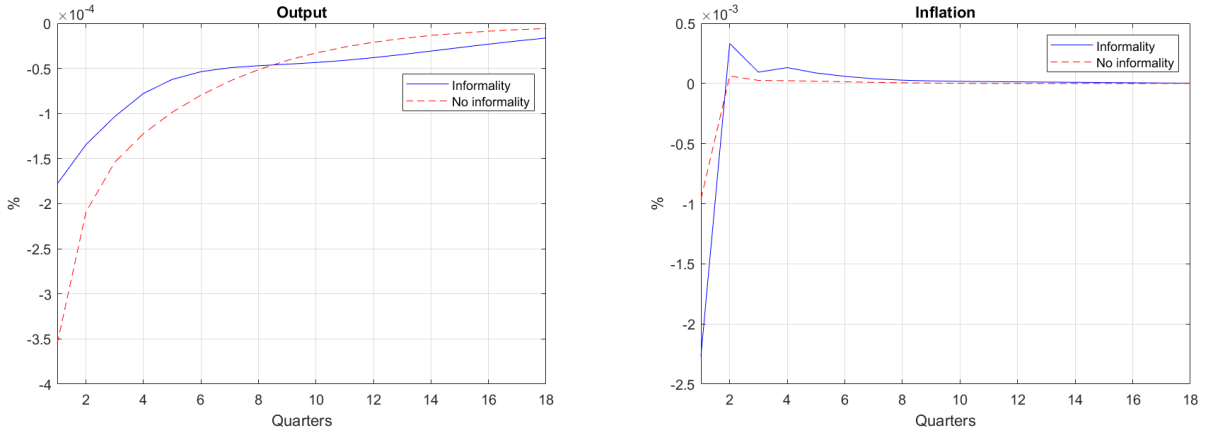 Output
×10-4
0
-0.5
-1
-1.5
-2
-2.5
-3
-3.5
-4
%
Informality
No informality
2 4 6 8 10 12 14 16 18
Quarters
Inflation
×10-3
0.5
0
-0.5
-1
-1.5
-2
-2.5
%
Informality
No informality
2 4 6 8 10 12 14 16 18
Quarters